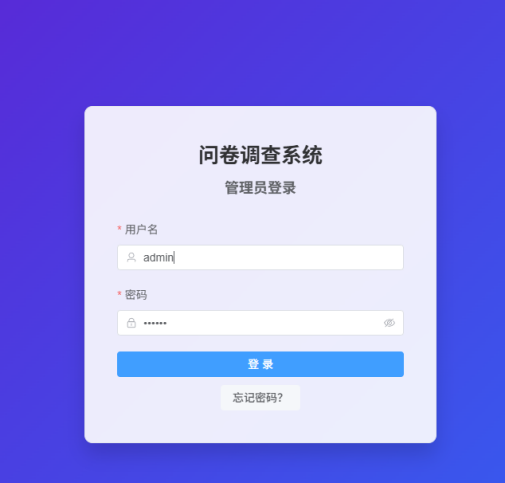 问卷调查系统
管理员登录
* 用户名
admin
* 密码
••••••
登 录
忘记密码?